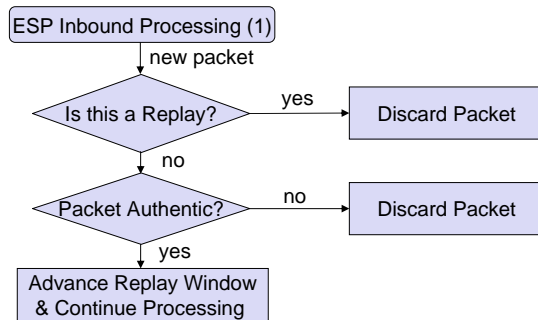 ESP Inbound Processing (1)
new packet
Is this a Replay?
yes
Discard Packet
no
Packet Authentic?
no
Discard Packet
yes
Advance Replay Window
& Continue Processing